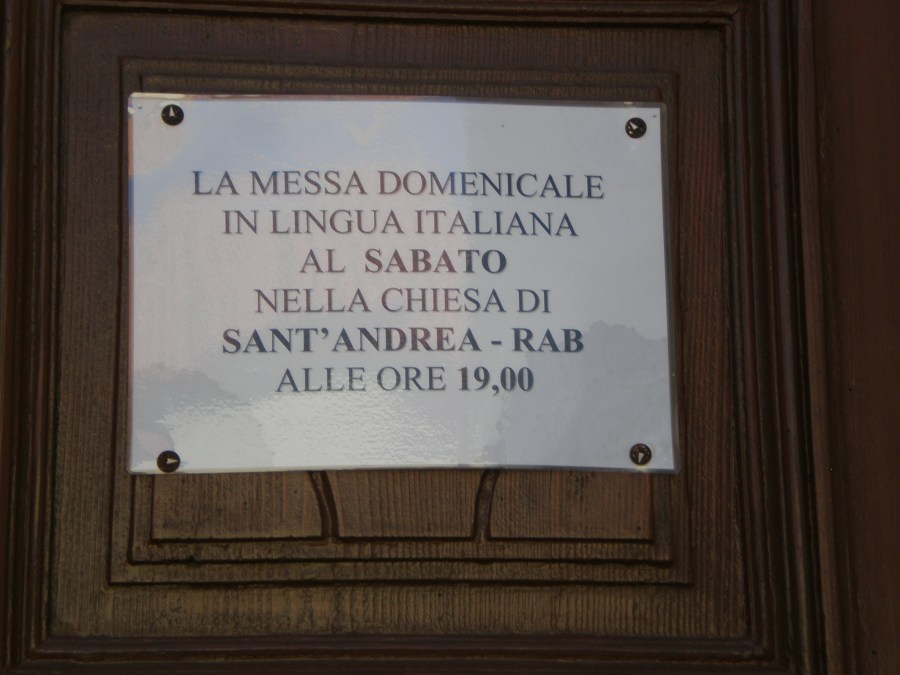 LA MESSA DOMENICALE
IN LINGUA ITALIANA
AL SABATO
NELLA CHIESA DI
SANT'ANDREA - RAB
ALLE ORE 19,00